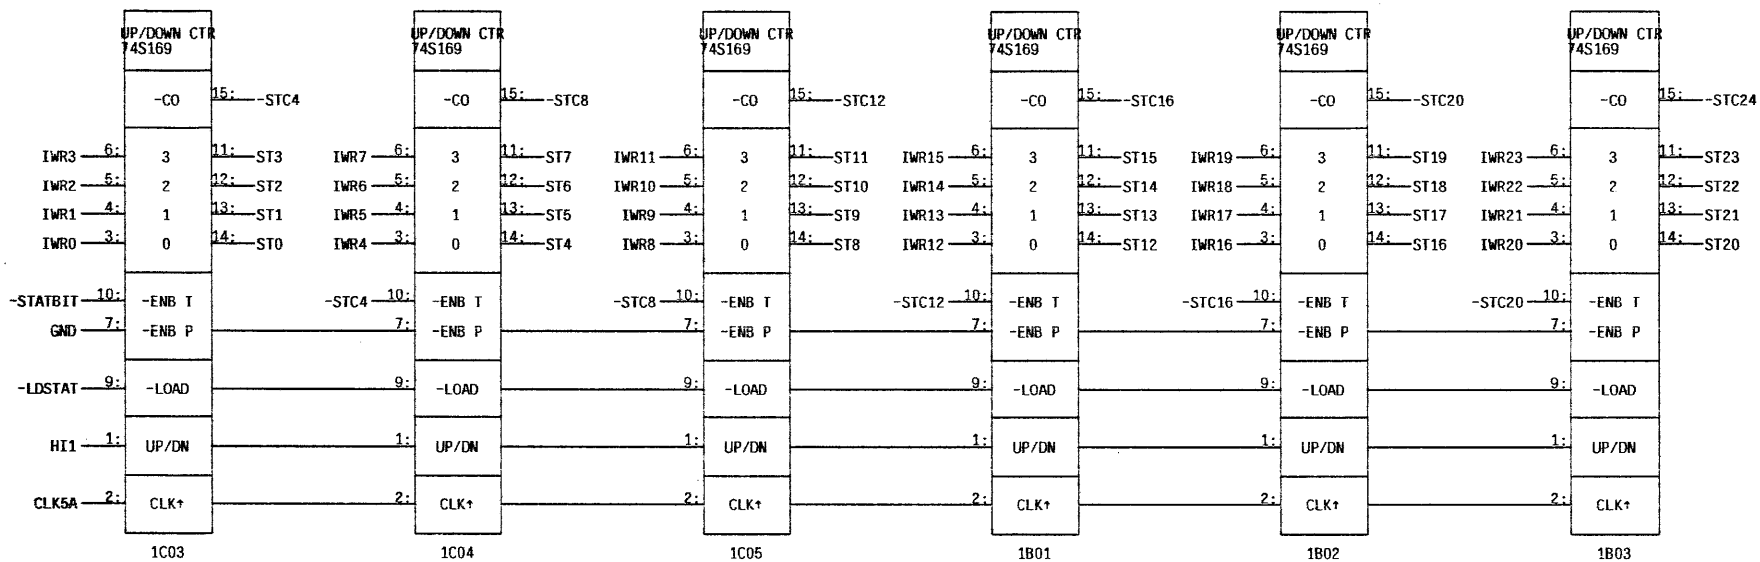 UP/DOWN CTR UP/DOWN CTR UP/DOWN CTR UP/DOWN CTR UP/DOWN CTR UP/DOWN CTR
74S169 74S169 74S169 74S169 74S169 74S169
-CO 15: -STC4 -CO 15: -STC8 -CO 15: -STC12 -CO 15: -STC16 -CO 15: -STC20 -CO 15: -STC24
IWR3 6: 3 11: ST3 IWR7 6: 3 11: ST7 IWR11 6: 3 11: ST11 IWR15 6: 3 11: ST15 IWR19 6: 3 11: ST19 IWR23 6: 3 11: ST23
IWR2 5: 2 12: ST2 IWR6 5: 2 12: ST6 IWR10 5: 2 12: ST10 IWR14 5: 2 12: ST14 IWR18 5: 2 12: ST18 IWR22 5: 2 12: ST22
IWR1 4: 1 13: ST1 IWR5 4: 1 13: ST5 IWR9 4: 1 13: ST9 IWR13 4: 1 13: ST13 IWR17 4: 1 13: ST17 IWR21 4: 1 13: ST21
IWR0 3: 0 14: ST0 IWR4 3: 0 14: ST4 IWR8 3: 0 14: ST8 IWR12 3: 0 14: ST12 IWR16 3: 0 14: ST16 IWR20 3: 0 14: ST20
-STATBIT 10: -ENB T -STC4 10: -ENB T -STC8 10: -ENB T -STC12 10: -ENB T -STC16 10: -ENB T -STC20 10: -ENB T
GND 7: -ENB P 7: -ENB P 7: -ENB P 7: -ENB P 7: -ENB P 7: -ENB P
-LDSTAT 9: -LOAD 9: -LOAD 9: -LOAD 9: -LOAD 9: -LOAD 9: -LOAD
HI1 1: UP/DN 1: UP/DN 1: UP/DN 1: UP/DN 1: UP/DN 1: UP/DN
CLK5A 2: CLK↑ 2: CLK↑ 2: CLK↑ 2: CLK↑ 2: CLK↑ 2: CLK↑
1C03 1C04 1C05 1B01 1B02 1B03